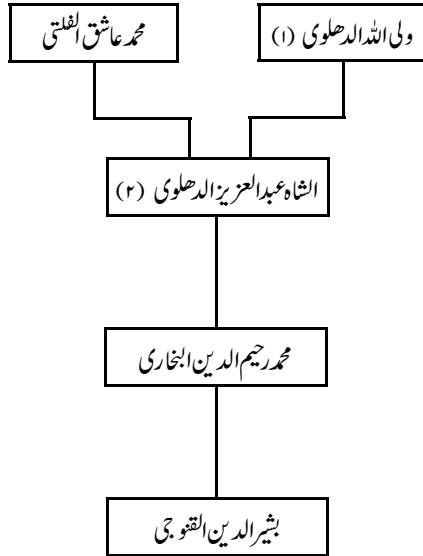 ولی اللہ الدھلوی (۱)
محمد عاشق الفلتی
الشاہ عبدالعزیز الدھلوی (۲)
محمد رحیم الدین البخاری
بشیر الدین القنوجی